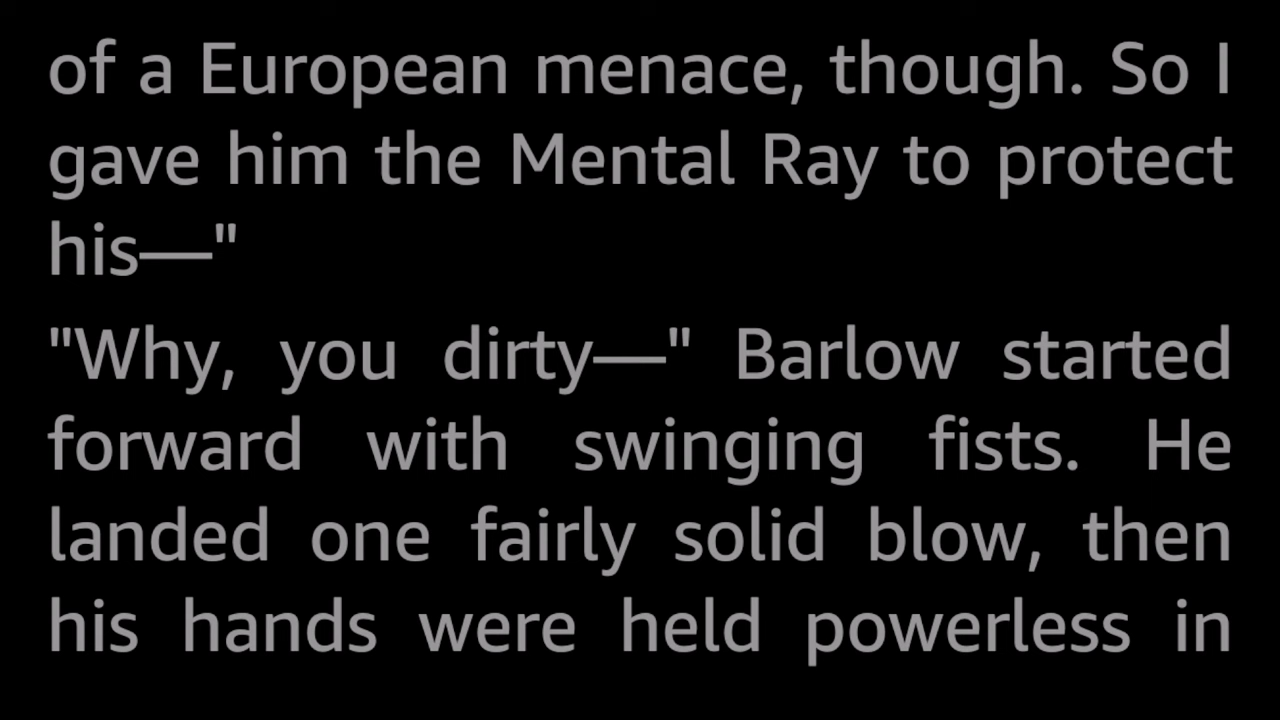 of a European menace, though. So I
gave him the Mental Ray to protect
his—"
"Why, you dirty—" Barlow started
forward with swinging fists. He
landed one fairly solid blow, then
his hands were held powerless in